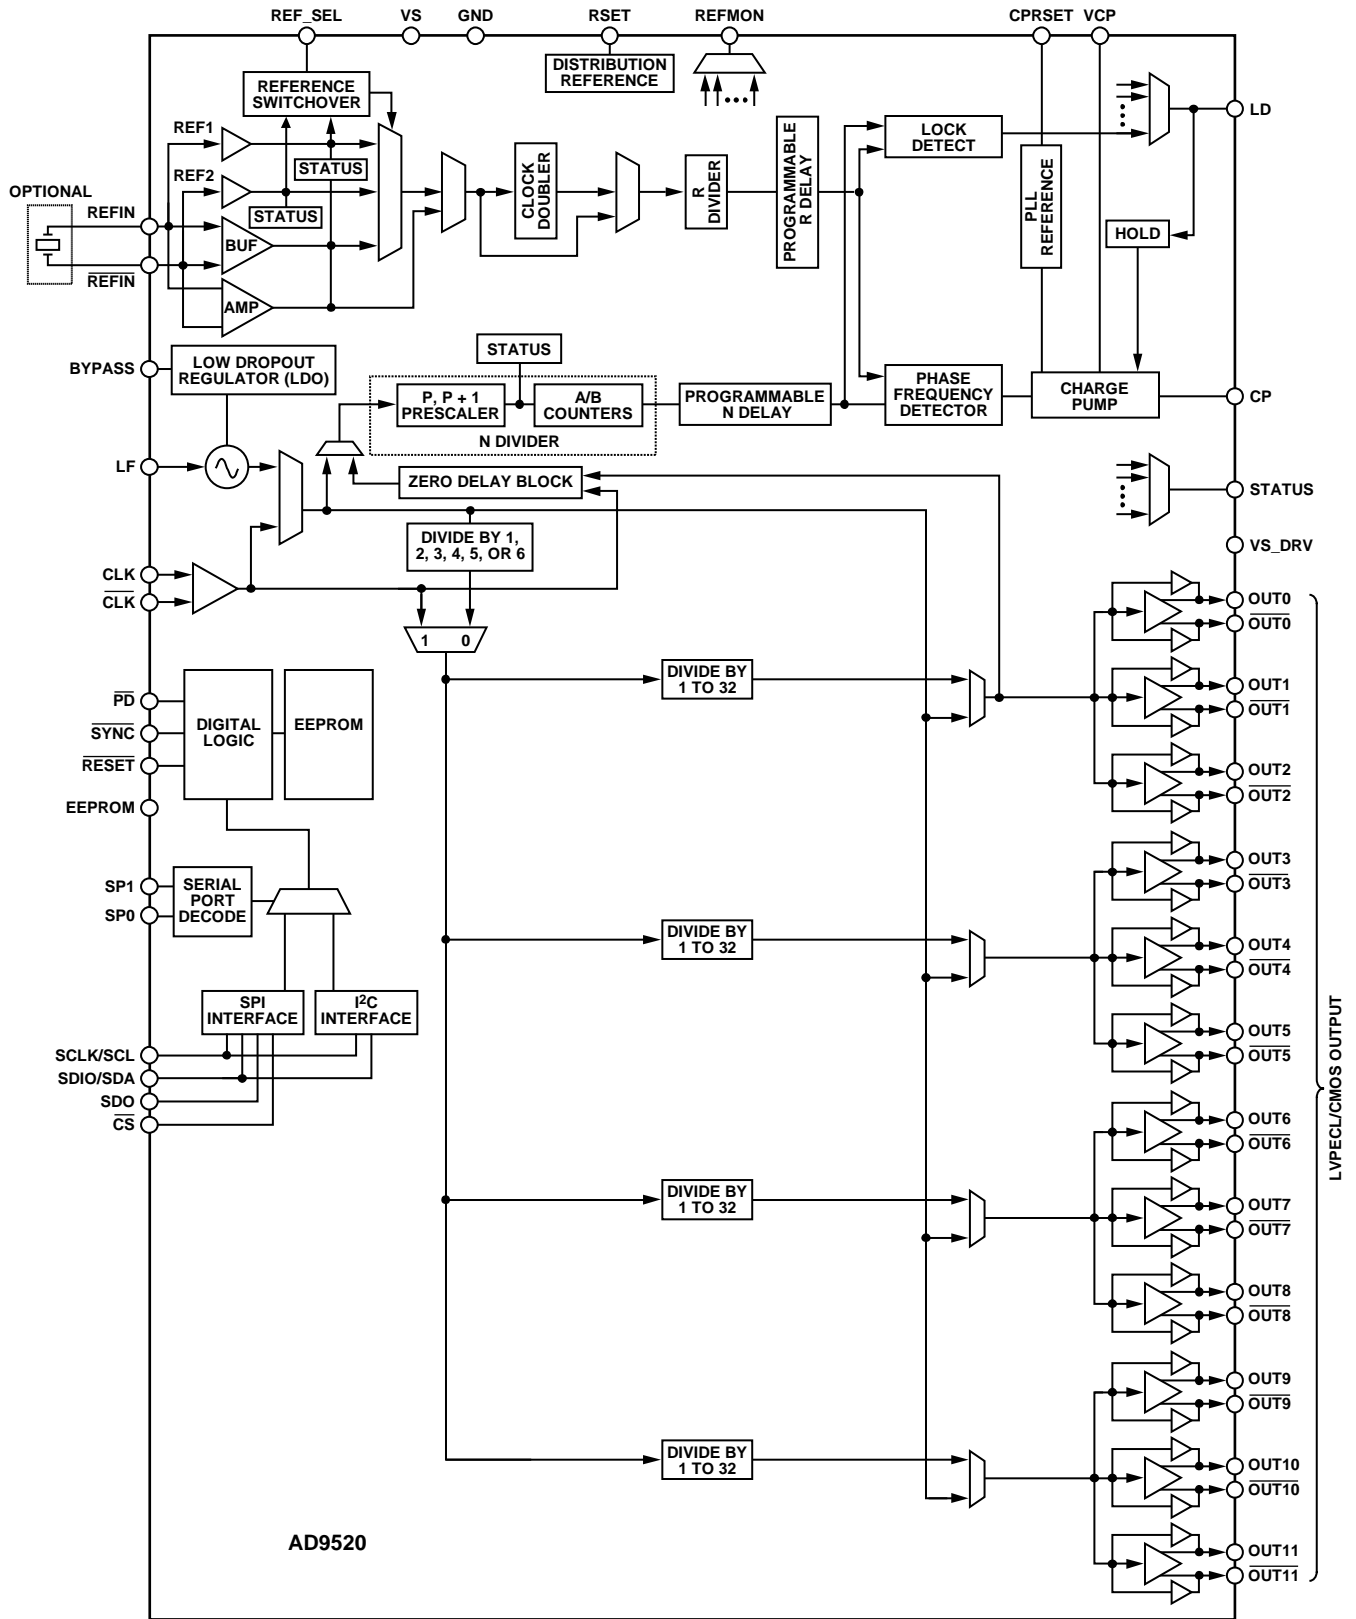 REF_SEL
VS
GND
RSET
REFMON
CPRSET
VCP
DISTRIBUTION
REFERENCE
REFERENCE
SWITCHOVER
LD
REF1
REF2
STATUS
STATUS
OPTIONAL
REFIN
REFIN
BUF
AMP
CLOCK
DOUBLER
R
DIVIDER
PROGRAMMABLE
R DELAY
LOCK
DETECT
PLL
REFERENCE
HOLD
BYPASS
LOW DROPOUT
REGULATOR (LDO)
STATUS
P, P + 1
PRESCALER
A/B
COUNTERS
N DIVIDER
PROGRAMMABLE
N DELAY
PHASE
FREQUENCY
DETECTOR
CHARGE
PUMP
CP
LF
ZERO DELAY BLOCK
STATUS
DIVIDE BY 1,
2, 3, 4, 5, OR 6
VS_DRV
CLK
CLK
1 0
OUT0
OUT0
DIVIDE BY
1 TO 32
OUT1
OUT1
PD
SYNC
RESET
EEPROM
DIGITAL
LOGIC
EEPROM
OUT2
OUT2
SP1
SP0
SERIAL
PORT
DECODE
OUT3
OUT3
DIVIDE BY
1 TO 32
OUT4
OUT4
SPI
INTERFACE
I2C
INTERFACE
OUT5
OUT5
SCLK/SCL
SDIO/SDA
SDO
CS
LVPECL/CMOS OUTPUT
OUT6
OUT6
DIVIDE BY
1 TO 32
OUT7
OUT7
OUT8
OUT8
OUT9
OUT9
DIVIDE BY
1 TO 32
OUT10
OUT10
AD9520
OUT11
OUT11